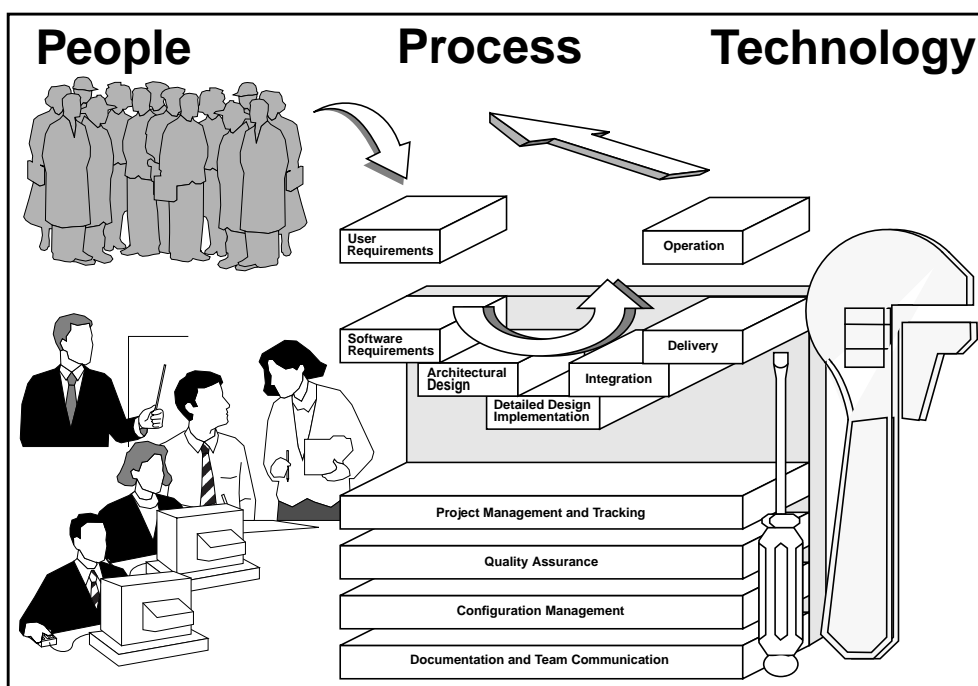 People
Process
Technology
User
Requirements
Operation
Software
Requirements
Delivery
Architectural
Design
Integration
Detailed Design
Implementation
Project Management and Tracking
Quality Assurance
Configuration Management
Documentation and Team Communication